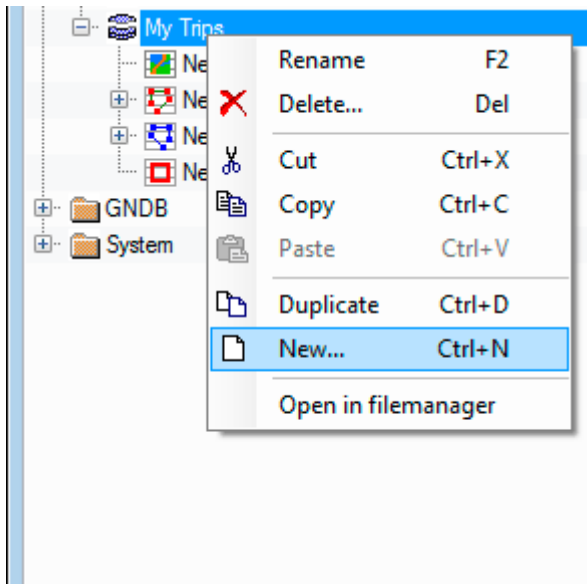 My Trips
Rename F2
Ne
Ne
Delete... Del
Ne
Cut Ctrl+X
Ne
GNDB
Copy Ctrl+C
System
Paste Ctrl+V
Duplicate Ctrl+D
New... Ctrl+N
Open in filemanager